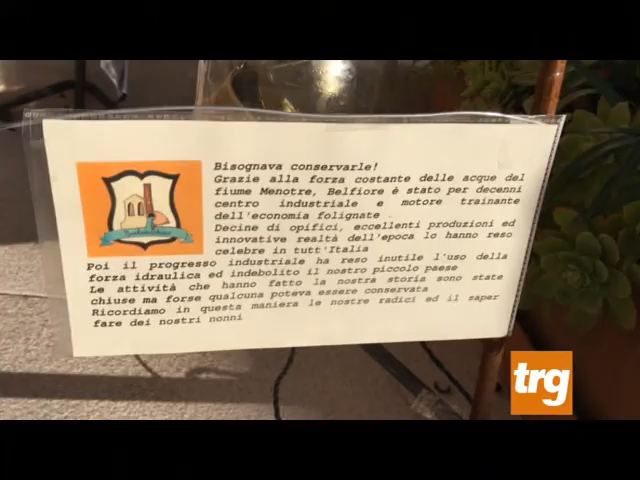 Bisognava conservarle!
Grazie alla forza costante delle acque del
fiume Menotre, Belfiore è stato per decenni
centro industriale e motore trainante
dell'economia folignate
Decine di opifici, eccellenti produzioni ed
innovative realtà dell'epoca lo hanno reso
celebre in tutt'Italia
Poi il progresso industriale ha reso inutile l'uso della
forza idraulica ed indebolito il nostro piccolo paese
Le attività che hanno fatto la nostra storia sono state
chiuse ma forse qualcuna poteva essere conservata
Ricordiamo in questa maniera le nostre radici ed il saper
fare dei nostri nonni
trg